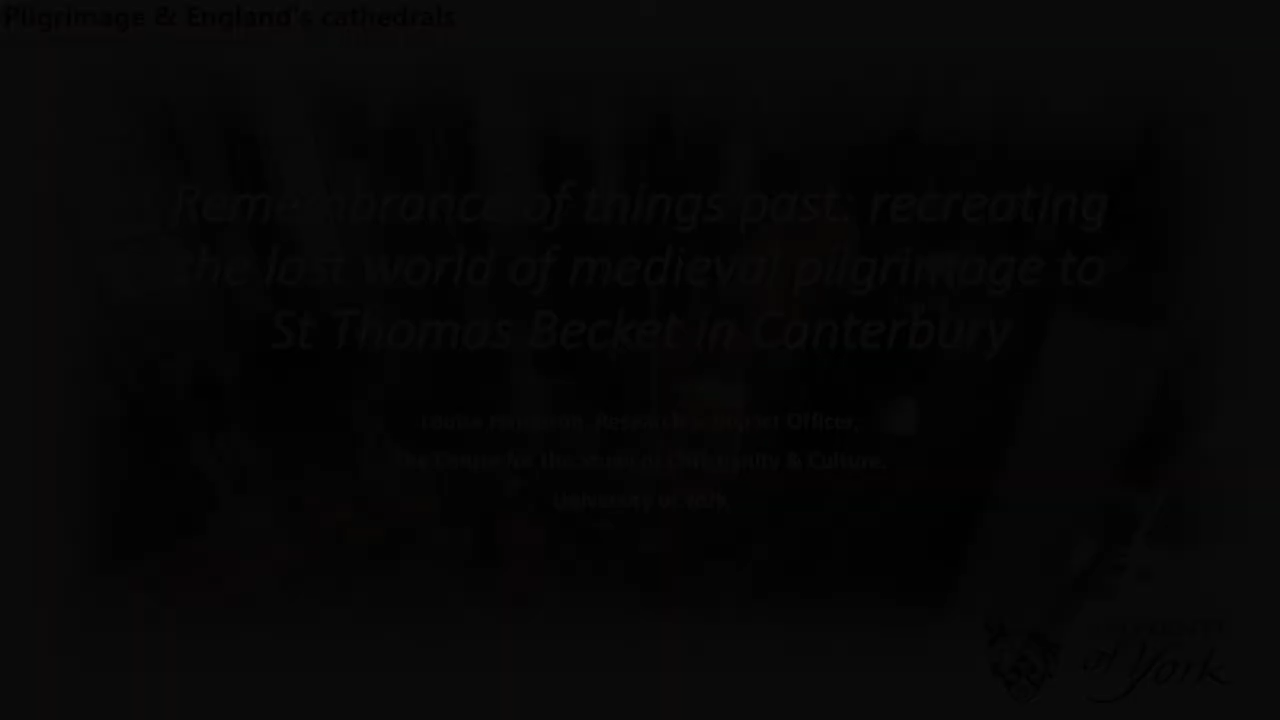 Pilgrimage & England's cathedrals
Remembrance of things past: recreating
the lost world of medieval pilgrimage to
St Thomas Becket in Canterbury
Research Support Officer,
The Centre for the Study of Christianity & Culture,
University of York
of York